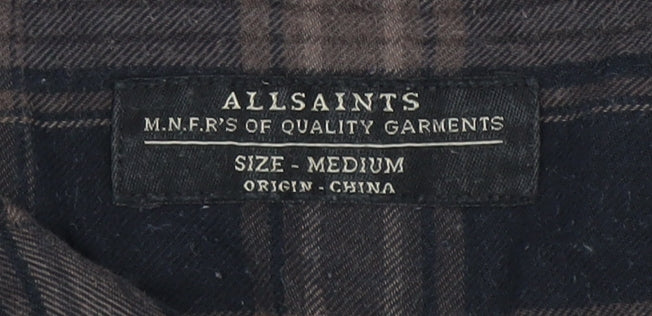 ALLSAINTS
M.N.F.R'S OF QUALITY GARMENTS
SIZE - MEDIUM
ORIGIN - CHINA